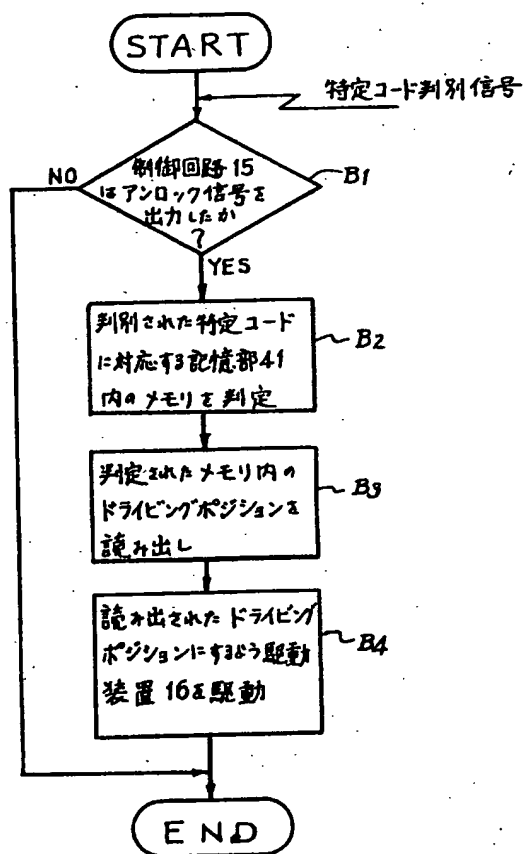 START
特定コード判別信号
制御回路15
はアンロック信号を
出力したか
?
B1
NO
YES
判別された特定コード
に対応する記憶部41
内のメモリを判定
B2
判定されたメモリ内の
ドライビングポジションを
読み出し
B3
読み出されたドライビング
ポジションにするよう駆動
装置16を駆動
B4
END